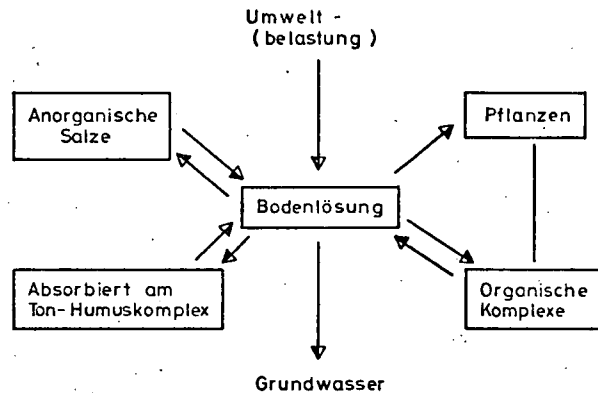 Umwelt -
(belastung)
Anorganische
Salze
Pflanzen
Bodenlösung
Absorbiert am
Ton-Humuskomplex
Organische
Komplexe
Grundwasser